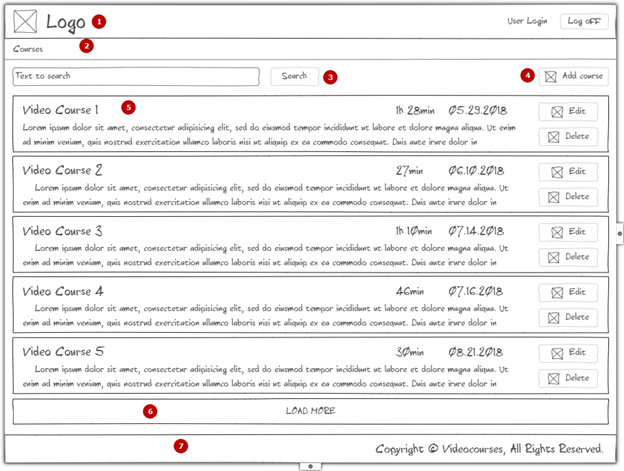 Logo 1
User Login Log off
Courses 2
Text to search Search 3 4 Add course
Video Course 1 5 1h 28min 05.29.2018 Edit
Lorem ipsum dolor sit amet, consectetur adipisicing elit, sed do eiusmod tempor incididunt ut labore et dolore magna aliqua. Ut enim
ad minim veniam, quis nostrud exercitation ullamco laboris nisi ut aliquip ex ea commodo consequat. Duis aute irure dolor in
Delete
Video Course 2 27min 06.10.2018 Edit
Lorem ipsum dolor sit amet, consectetur adipisicing elit, sed do eiusmod tempor incididunt ut labore et dolore magna aliqua. Ut
enim ad minim veniam, quis nostrud exercitation ullamco laboris nisi ut aliquip ex ea commodo consequat. Duis aute irure dolor in
Delete
Video Course 3 1h 10min 07.14.2018 Edit
Lorem ipsum dolor sit amet, consectetur adipisicing elit, sed do eiusmod tempor incididunt ut labore et dolore magna aliqua. Ut
enim ad minim veniam, quis nostrud exercitation ullamco laboris nisi ut aliquip ex ea commodo consequat. Duis aute irure dolor in
Delete
Video Course 4 46min 07.16.2018 Edit
Lorem ipsum dolor sit amet, consectetur adipisicing elit, sed do eiusmod tempor incididunt ut labore et dolore magna aliqua. Ut
enim ad minim veniam, quis nostrud exercitation ullamco laboris nisi ut aliquip ex ea commodo consequat. Duis aute irure dolor in
Delete
Video Course 5 30min 08.21.2018 Edit
Lorem ipsum dolor sit amet, consectetur adipisicing elit, sed do eiusmod tempor incididunt ut labore et dolore magna aliqua. Ut
enim ad minim veniam, quis nostrud exercitation ullamco laboris nisi ut aliquip ex ea commodo consequat. Duis aute irure dolor in
Delete
6 LOAD MORE
7 Copyright © Videocourses, All Rights Reserved.